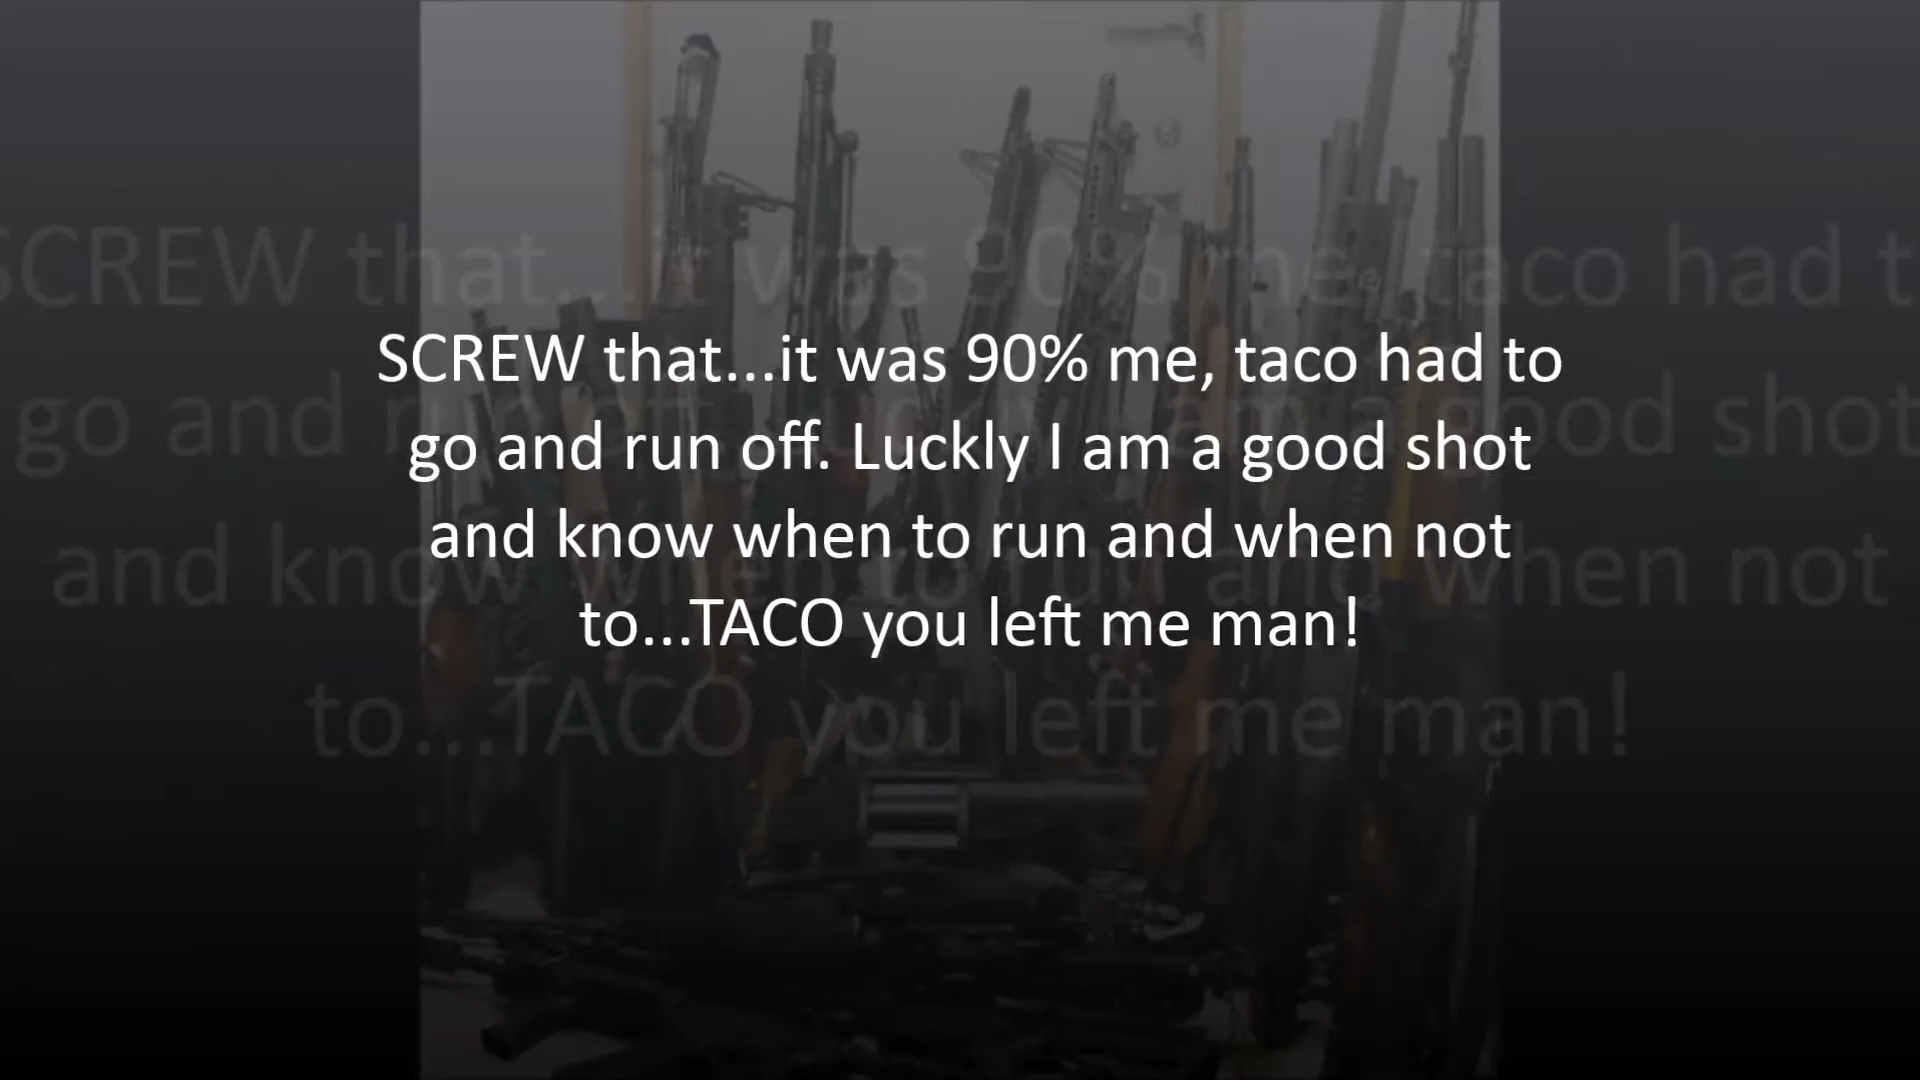 SCREW that...it was 90% me, taco had to
go and run off. Luckly I am a good shot
and know when to run and when not
to...TACO you left me man!